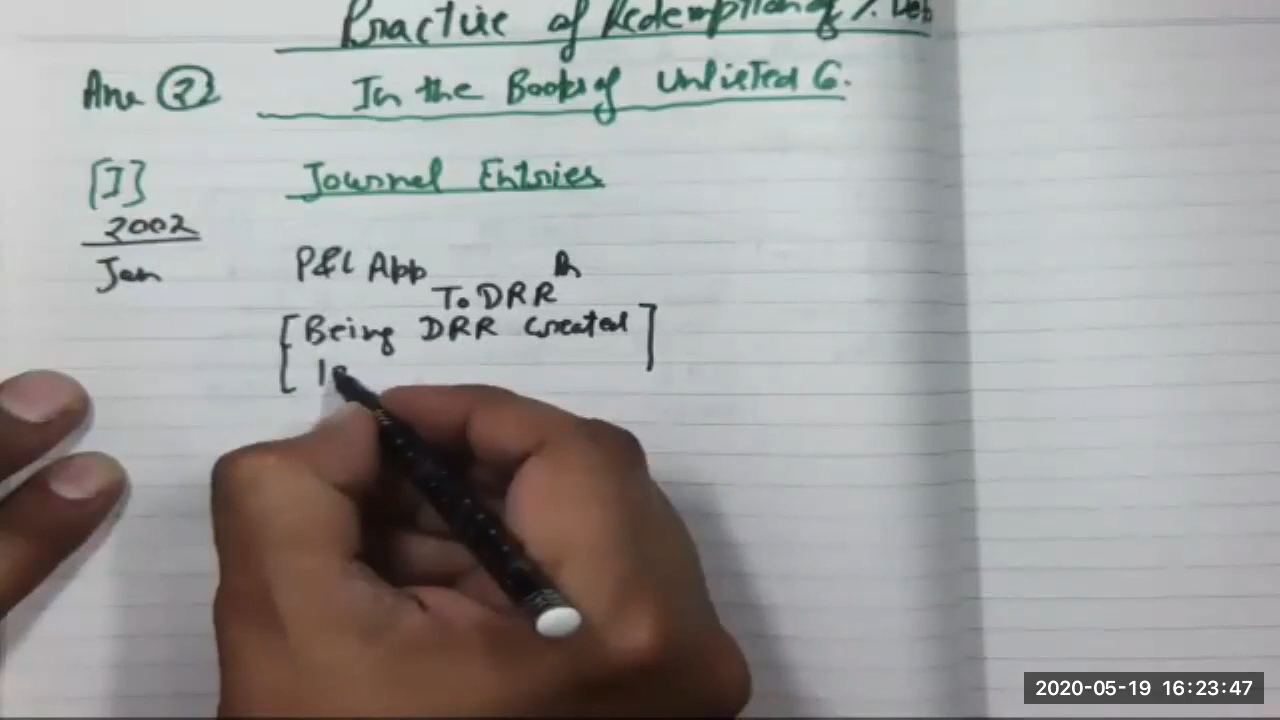 Practice of Redemption of % Deb
Ans (2) In the Books of Unlisted Co.
[I] Journal Entries
2002
Jan P&L App Dr
To DRR
[Being DRR created]
2020-05-19 16:23:47